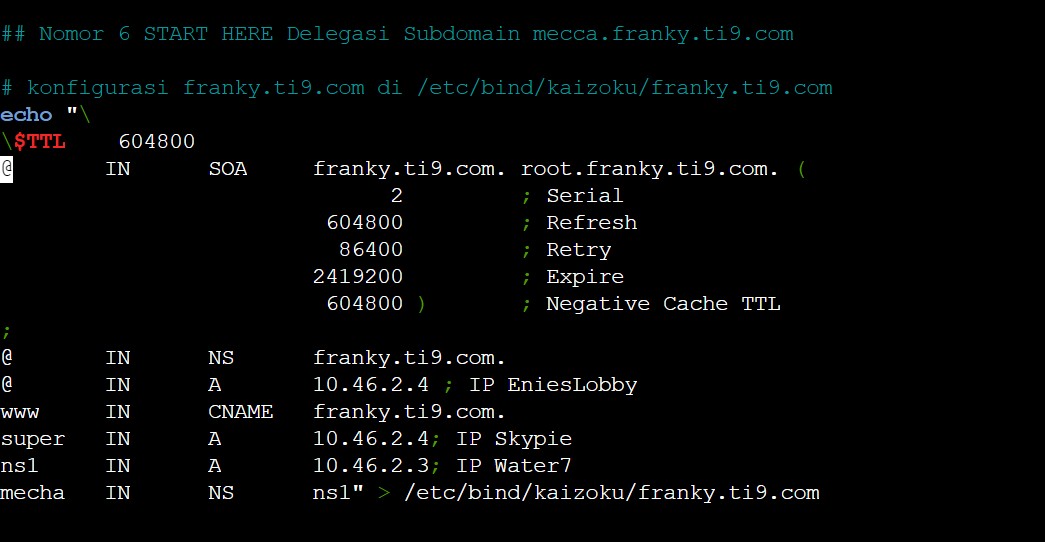 ## Nomor 6 START HERE Delegasi Subdomain mecca.franky.ti9.com
# konfigurasi franky.ti9.com di /etc/bind/kaizoku/franky.ti9.com
echo "\
\$TTL    604800
@       IN      SOA     franky.ti9.com. root.franky.ti9.com. (
                              2         ; Serial
                         604800         ; Refresh
                          86400         ; Retry
                        2419200         ; Expire
                         604800 )       ; Negative Cache TTL
;
@       IN      NS      franky.ti9.com.
@       IN      A       10.46.2.4 ; IP EniesLobby
www     IN      CNAME   franky.ti9.com.
super   IN      A       10.46.2.4; IP Skypie
ns1     IN      A       10.46.2.3; IP Water7
mecha   IN      NS      ns1" > /etc/bind/kaizoku/franky.ti9.com